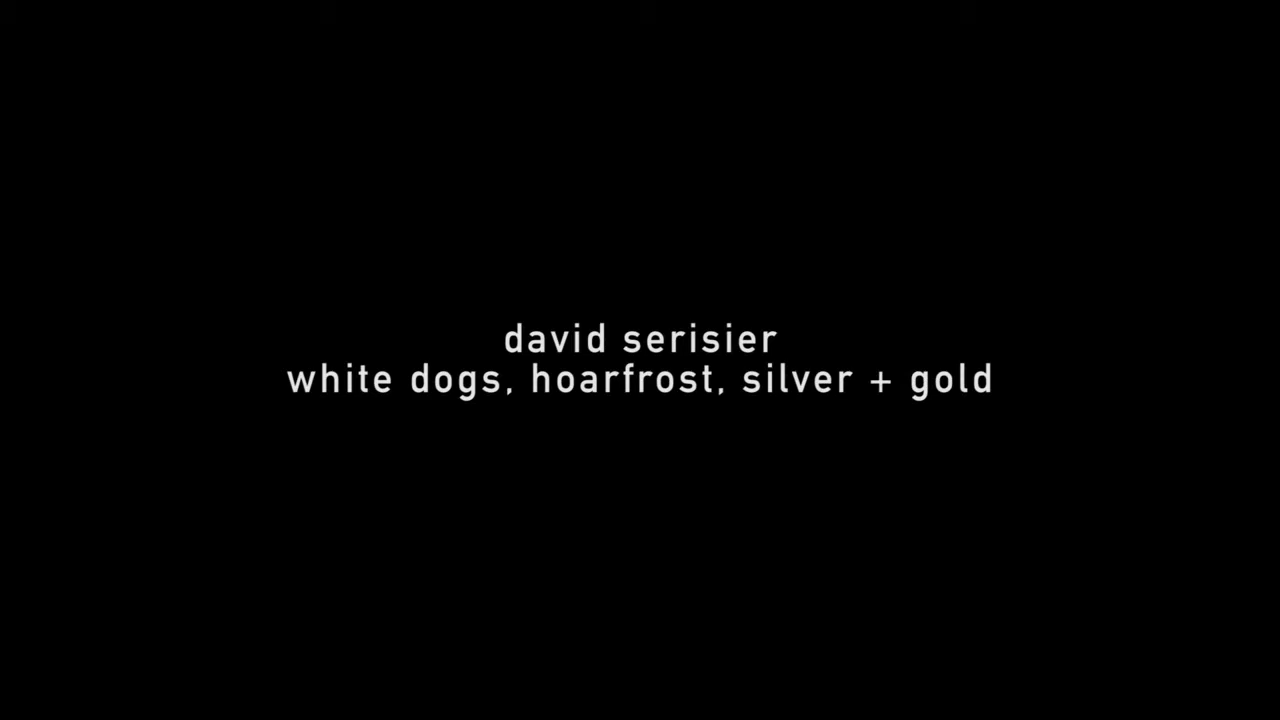 david serisier
white dogs, hoarfrost, silver + gold